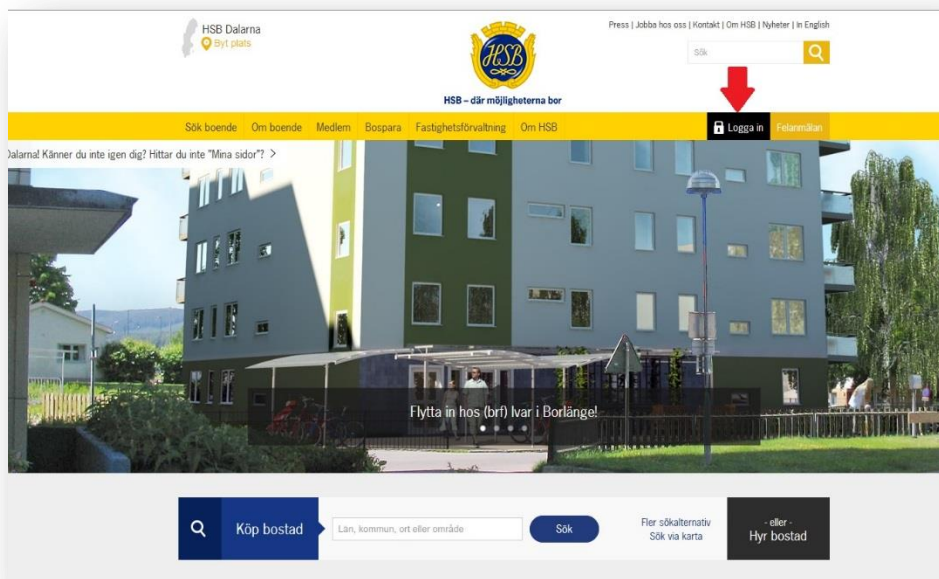 HSB Dalarna
Byt plats
Press | Jobba hos oss | Kontakt | Om HSB | Nyheter | In English
Sök
HSB
HSB – där möjligheterna bor
Sök boende Om boende Medlem Bospara Fastighetsförvaltning Om HSB Logga in Felanmälan
Dalarna! Känner du inte igen dig? Hittar du inte "Mina sidor"? >
Flytta in hos (brf) Ivar i Borlänge!
Köp bostad
Län, kommun, ort eller område
Sök
Fler sökalternativ
Sök via karta
- eller -
Hyr bostad